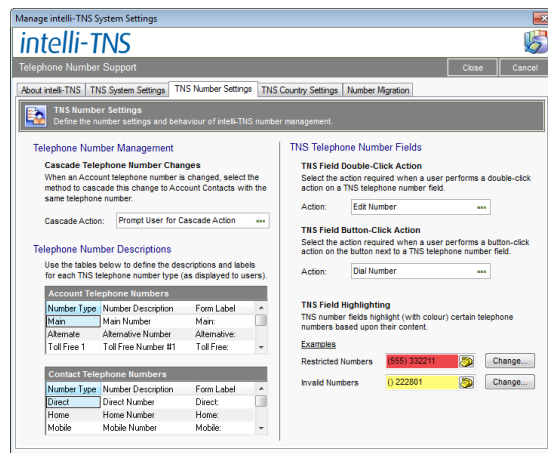 Manage intelli-TNS System Settings
intelli-TNS
Telephone Number Support
Close
Cancel
About intelli-TNS
TNS System Settings
TNS Number Settings
TNS Country Settings
Number Migration
TNS Number Settings
Define the number settings and behaviour of intelli-TNS number management.
Telephone Number Management
Cascade Telephone Number Changes
When an Account telephone number is changed, select the
method to cascade this change to Account Contacts with the
same telephone number.
Cascade Action: Prompt User for Cascade Action
Telephone Number Descriptions
Use the tables below to define the descriptions and labels
for each TNS telephone number type (as displayed to users).
Account Telephone Numbers
Number Type Number Description Form Label
Main Main Number Main:
Alternate Alternative Number Alternative:
Toll Free 1 Toll Free Number #1 Toll Free:
Contact Telephone Numbers
Number Type Number Description Form Label
Direct Direct Number Direct:
Home Home Number Home:
Mobile Mobile Number Mobile:
TNS Telephone Number Fields
TNS Field Double-Click Action
Select the action required when a user performs a double-click
action on a TNS telephone number field.
Action: Edit Number
TNS Field Button-Click Action
Select the action required when a user performs a button-click
action on the button next to a TNS telephone number field.
Action: Dial Number
TNS Field Highlighting
TNS number fields highlight (with colour) certain telephone
numbers based upon their content.
Examples
Restricted Numbers (555) 332211 Change...
Invalid Numbers () 222801 Change...